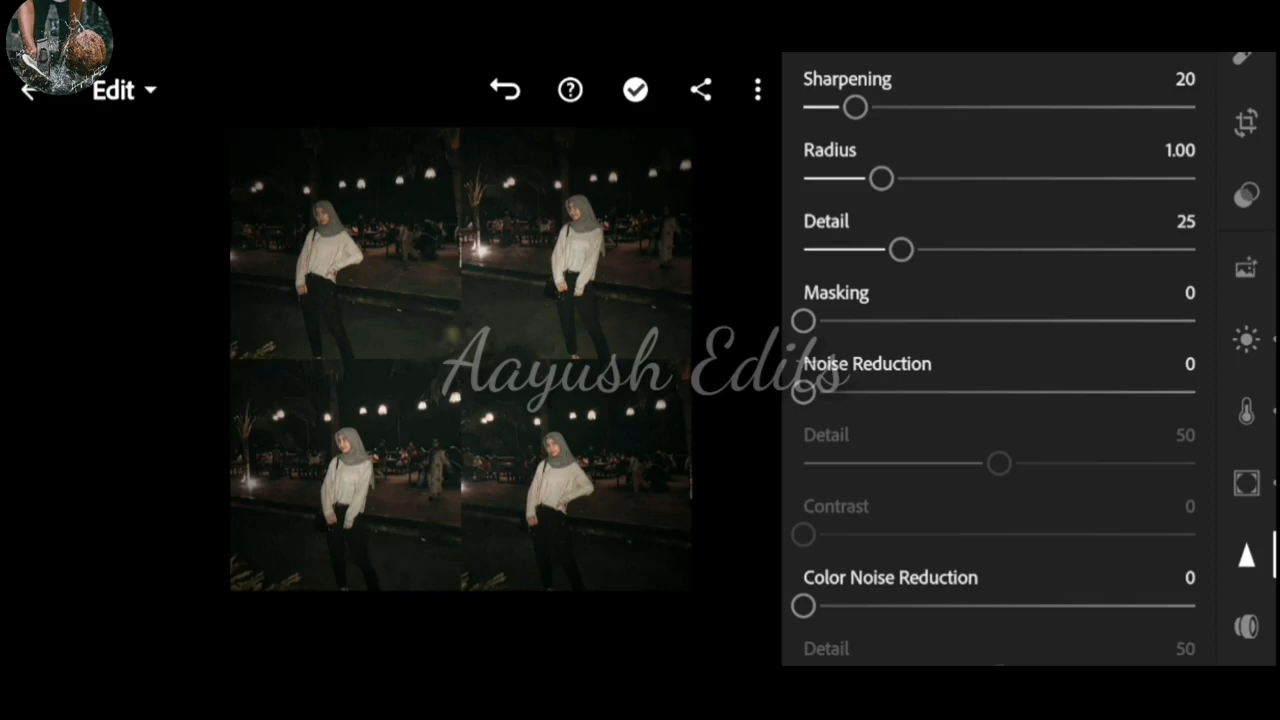 Edit
Sharpening 20
Radius 1.00
Detail 25
Masking 0
Noise Reduction 0
Aayush Edits
Detail 50
Contrast 0
Color Noise Reduction 0
Detail 50